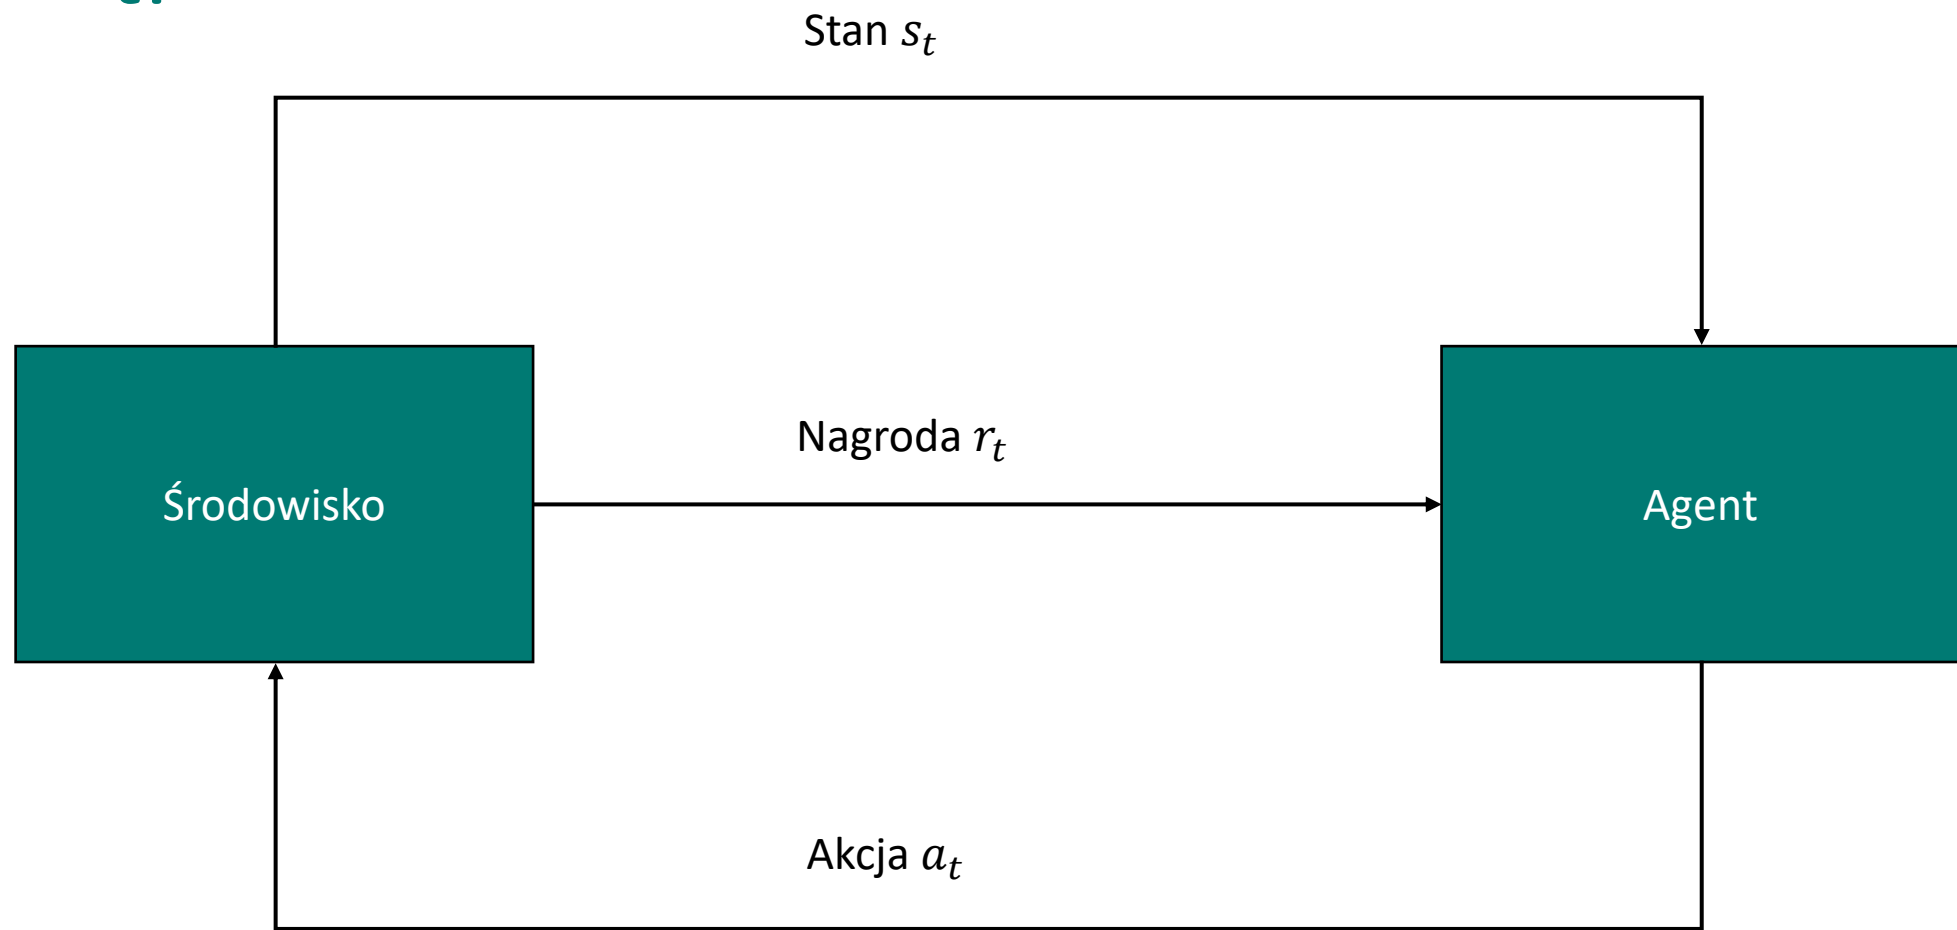 Stan s_t
Nagroda r_t
Środowisko
Agent
Akcja a_t